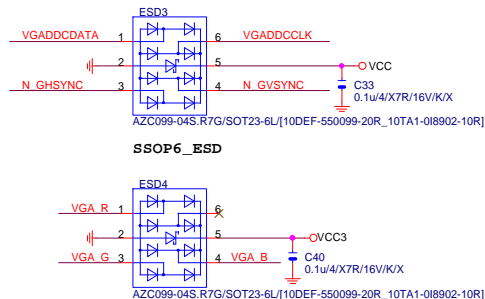 ESD3
VGADDCDATA 1 6 VGADDCCLK
2 5 VCC
N_GHSYNC 3 4 N_GVSYNC
C33
0.1u/4/X7R/16V/K/X
AZC099-04S.R7G/SOT23-6L/[10DEF-550099-20R_10TA1-0I8902-10R]
SSOP6_ESD
ESD4
VGA_R 1 6
2 5 VCC3
VGA_G 3 4 VGA_B
C40
0.1u/4/X7R/16V/K/X
AZC099-04S.R7G/SOT23-6L/[10DEF-550099-20R_10TA1-0I8902-10R]